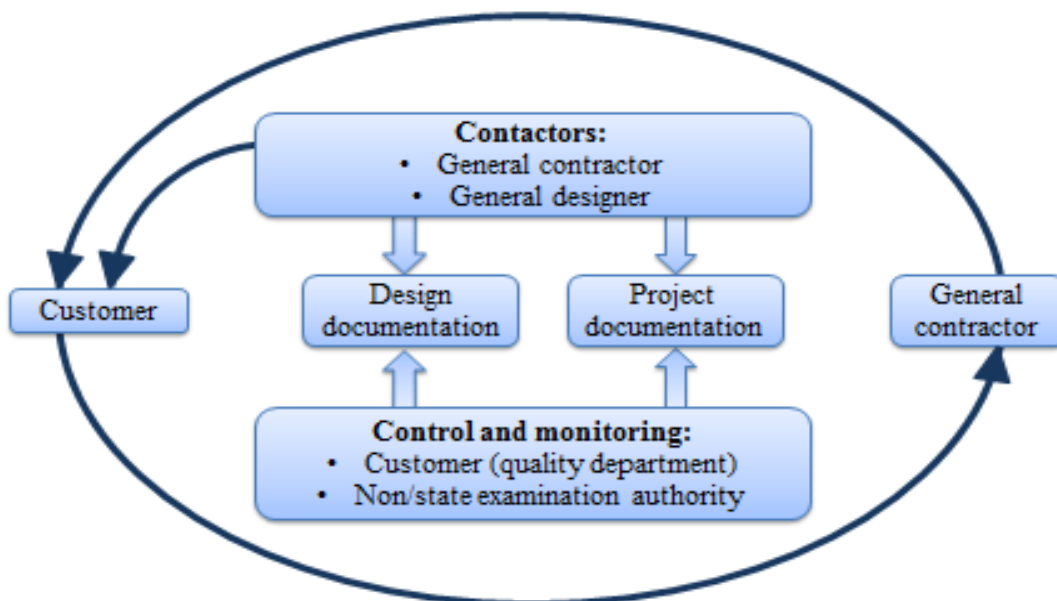 Contactors:
• General contractor
• General designer
Customer
Design
documentation
Project
documentation
General
contractor
Control and monitoring:
• Customer (quality department)
• Non/state examination authority